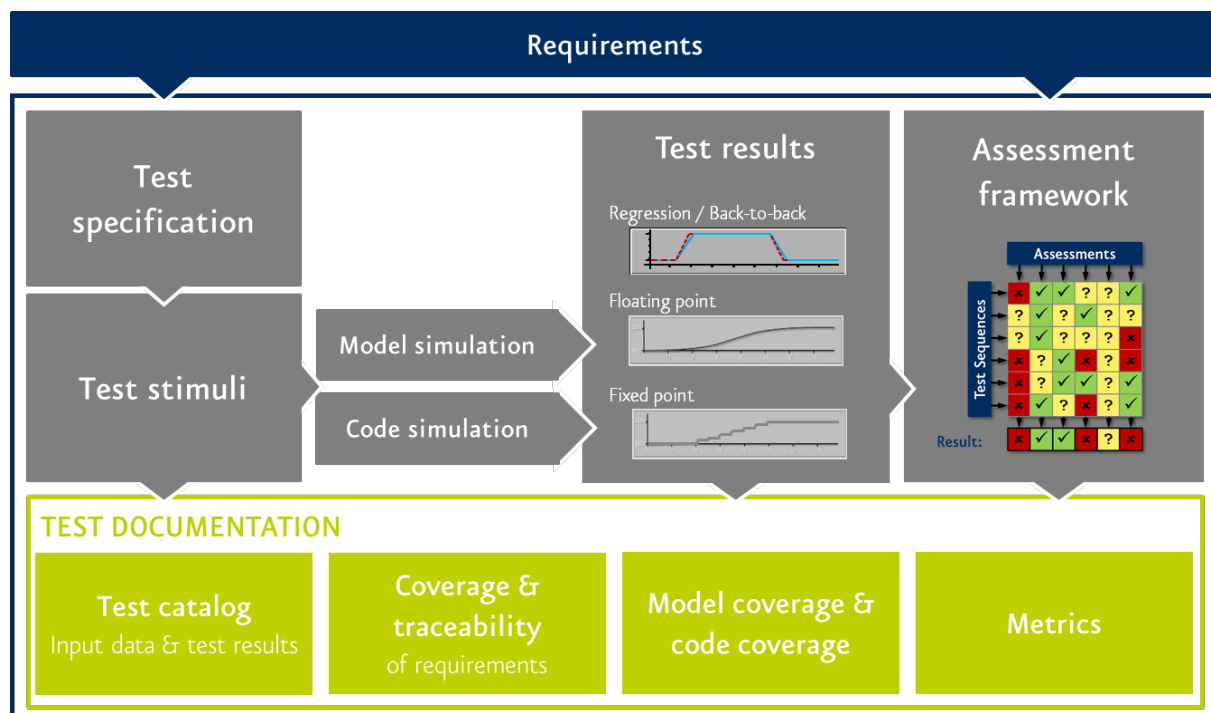 Requirements
Test
specification
Test stimuli
Model simulation
Code simulation
Test results
Regression / Back-to-back
Floating point
Fixed point
Assessment
framework
Assessments
Test Sequences
× ✓ ✓ ? ? ✓
? ✓ ? ✓ ? ?
? ✓ ? ? ? ×
× ? ✓ × ? ×
× ? ✓ ✓ ? ✓
× ✓ ? × ? ✓
Result: × ✓ ✓ × ? ×
TEST DOCUMENTATION
Test catalog
Input data & test results
Coverage &
traceability
of requirements
Model coverage &
code coverage
Metrics